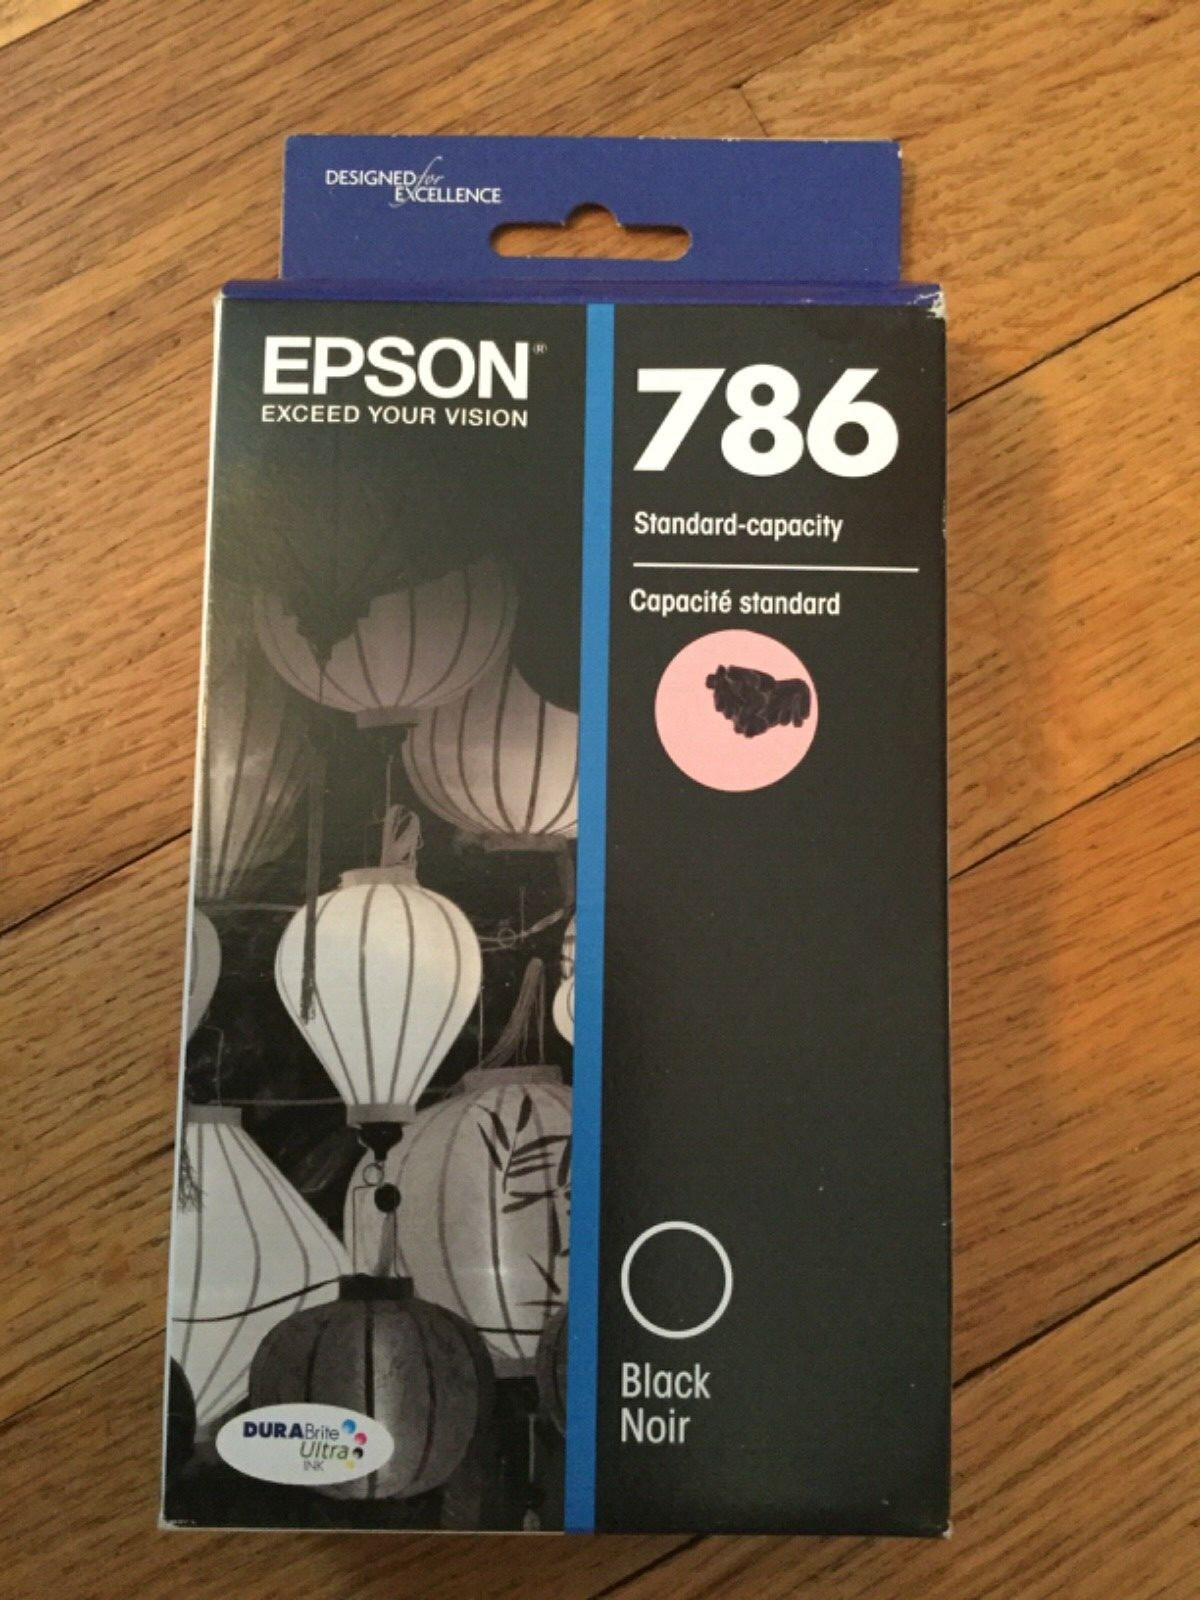 DESIGNED for
EXCELLENCE
EPSON®
EXCEED YOUR VISION
786
Standard-capacity
Capacité standard
Black
Noir
DURABrite
Ultra
INK